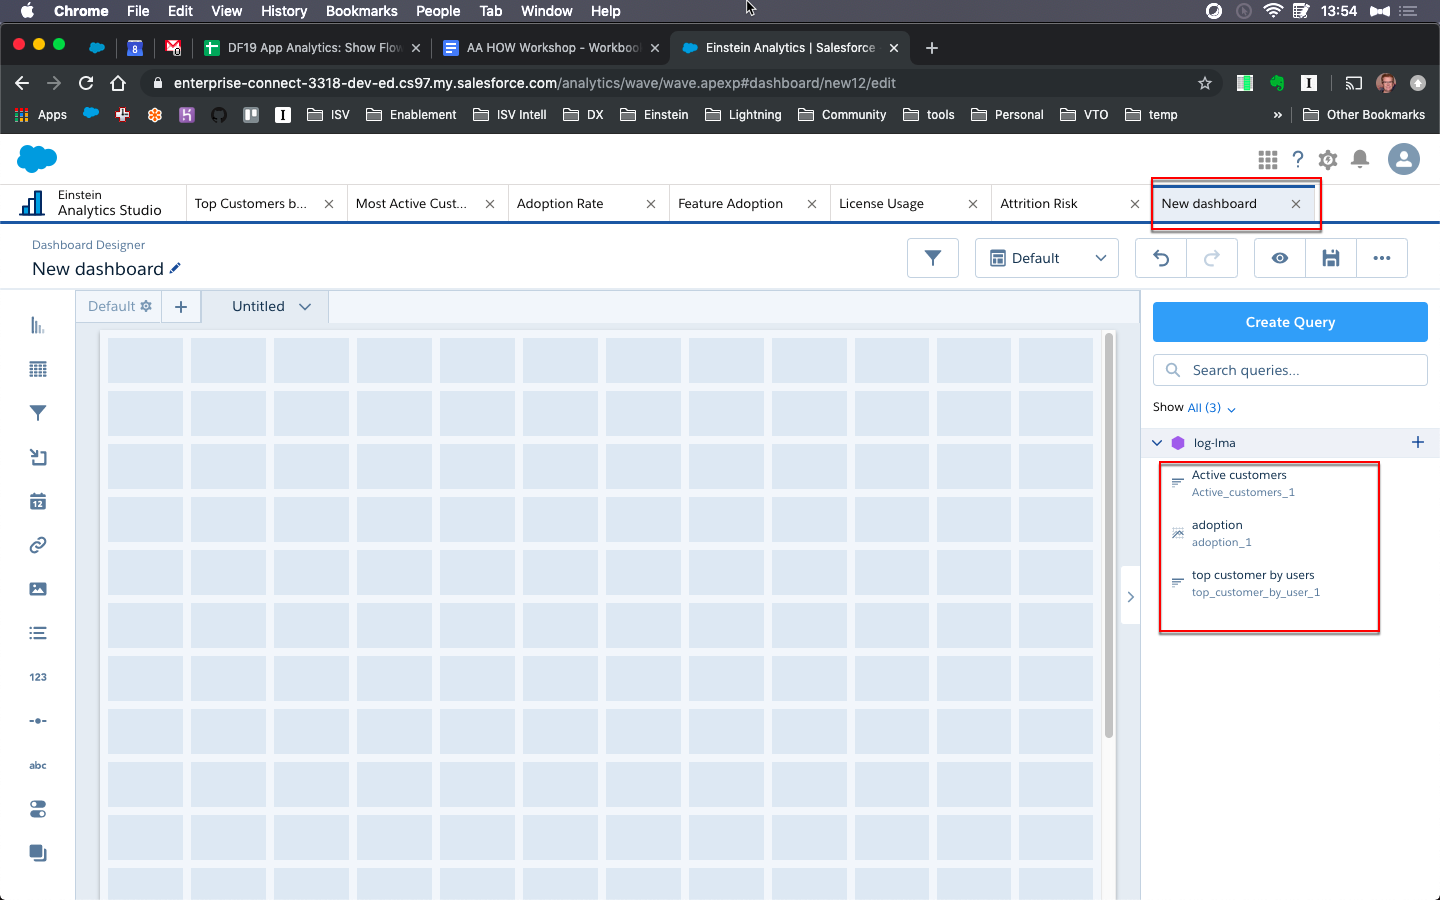 Chrome File Edit View History Bookmarks People Tab Window Help 13:54
8 0 DF19 App Analytics: Show Flow AA HOW Workshop - Workbook Einstein Analytics | Salesforce
enterprise-connect-3318-dev-ed.cs97.my.salesforce.com/analytics/wave/wave.apexp#dashboard/new12/edit
Apps ISV Enablement ISV Intell DX Einstein Lightning Community tools Personal VTO temp » Other Bookmarks
Einstein
Analytics Studio
Top Customers b... Most Active Cust... Adoption Rate Feature Adoption License Usage Attrition Risk New dashboard
Dashboard Designer
New dashboard
Default
Default + Untitled
Create Query
Search queries...
Show All (3)
log-lma
Active customers
Active_customers_1
adoption
adoption_1
top customer by users
top_customer_by_user_1
12
123
abc